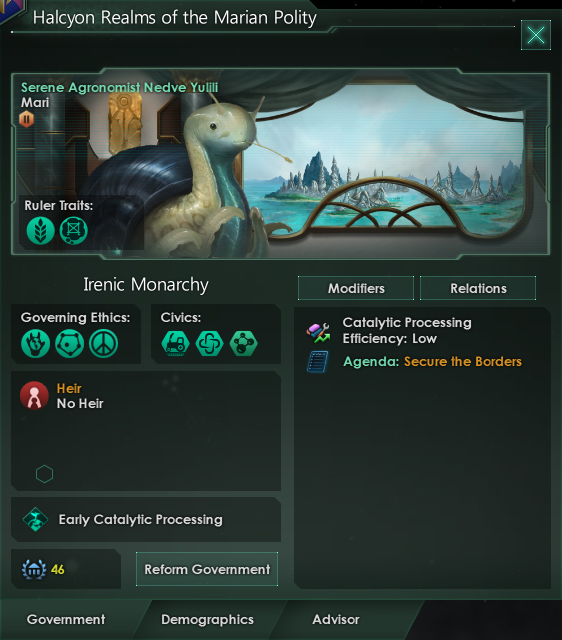 Halcyon Realms of the Marian Polity
Serene Agronomist Nedve Yulili
Mari
Ruler Traits:
Irenic Monarchy
Modifiers
Relations
Governing Ethics:
Civics:
Catalytic Processing
Efficiency: Low
Agenda: Secure the Borders
Heir
No Heir
Early Catalytic Processing
46
Reform Government
Government
Demographics
Advisor